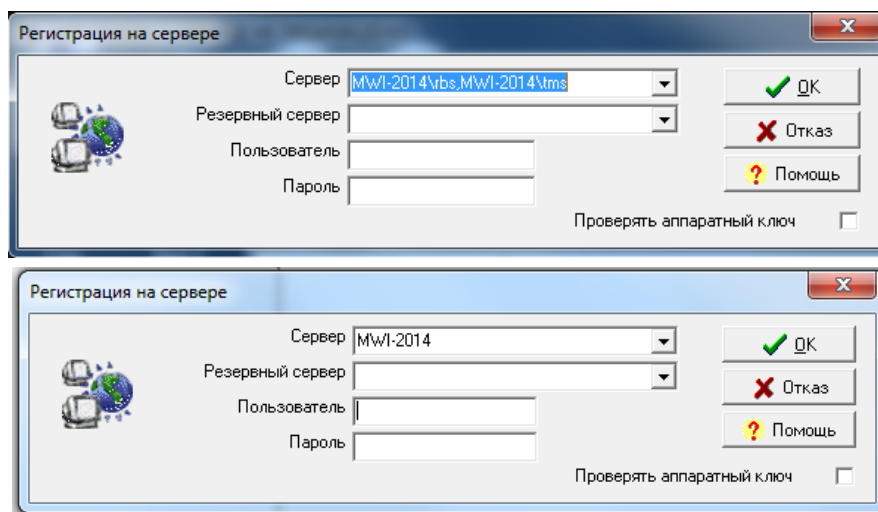 Регистрация на сервере
Сервер MWI-2014\rbs,MWI-2014\tms
OK
Резервный сервер
Отказ
Пользователь
Помощь
Пароль
Проверять аппаратный ключ
Регистрация на сервере
Сервер MWI-2014
OK
Резервный сервер
Отказ
Пользователь
Помощь
Пароль
Проверять аппаратный ключ